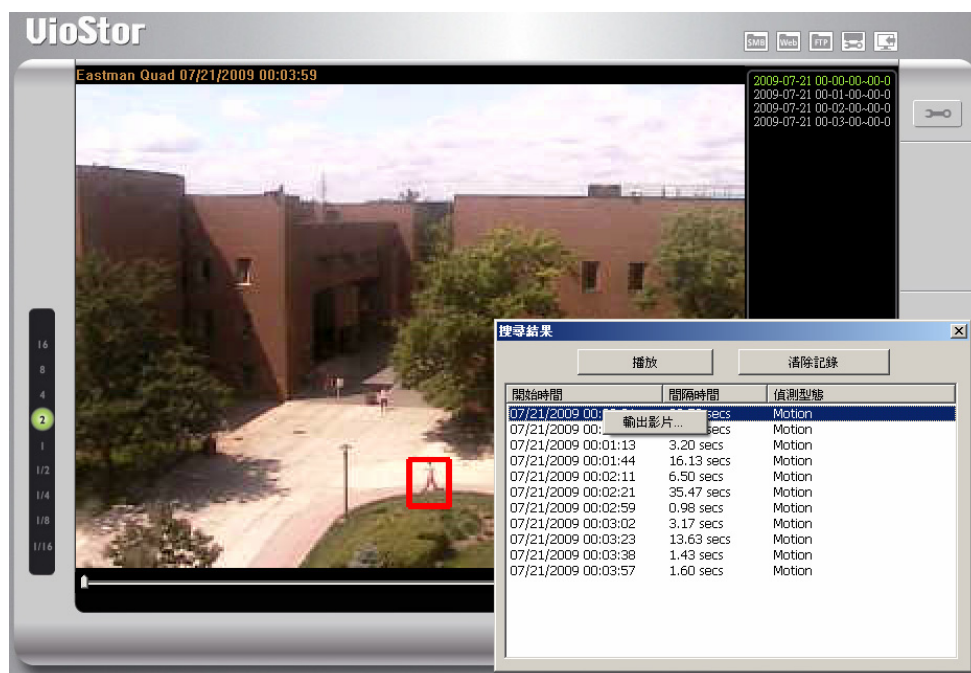 VioStor
SMB Web FTP
Eastman Quad 07/21/2009 00:03:59
2009-07-21 00-00-00~00-0
2009-07-21 00-01-00~00-0
2009-07-21 00-02-00~00-0
2009-07-21 00-03-00~00-0
16
8
4
2
1
1/2
1/4
1/8
1/16
搜尋結果
播放 清除記錄
開始時間 間隔時間 偵測型態
07/21/2009 secs Motion
輸出影片...
07/21/2009 secs Motion
07/21/2009 00:01:13 3.20 secs Motion
07/21/2009 00:01:44 16.13 secs Motion
07/21/2009 00:02:11 6.50 secs Motion
07/21/2009 00:02:21 35.47 secs Motion
07/21/2009 00:02:59 0.98 secs Motion
07/21/2009 00:03:02 3.17 secs Motion
07/21/2009 00:03:23 13.63 secs Motion
07/21/2009 00:03:38 1.43 secs Motion
07/21/2009 00:03:57 1.60 secs Motion